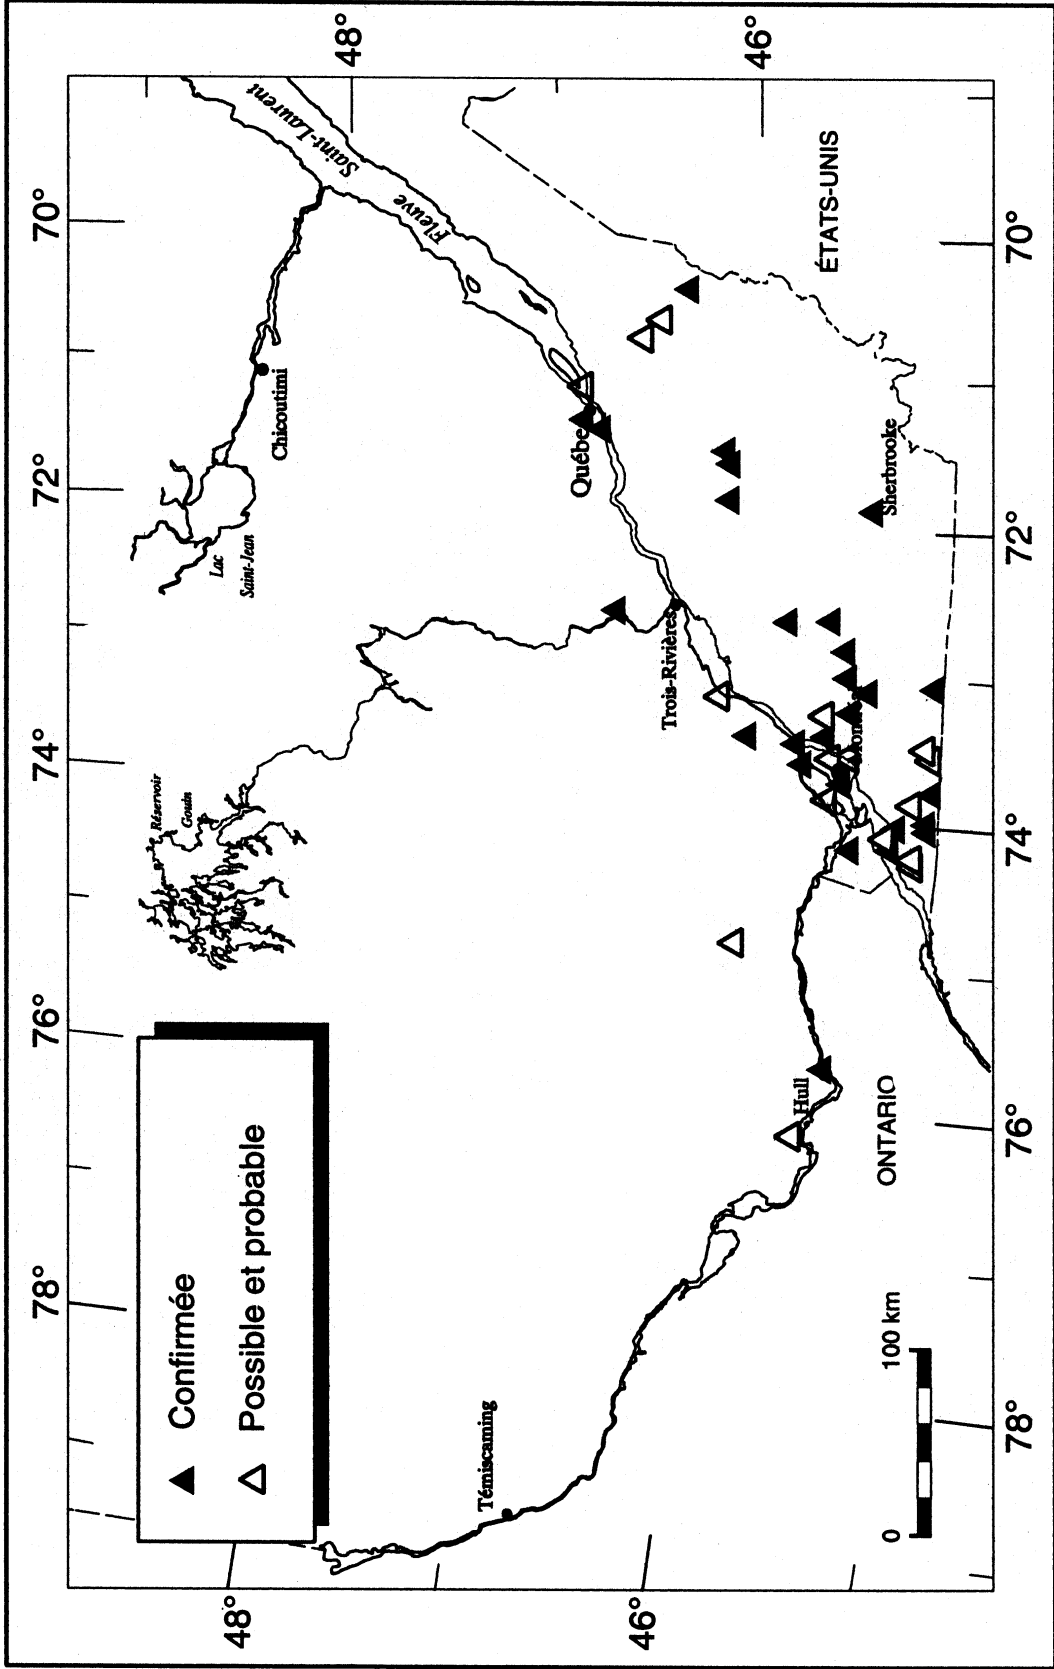 78°
76°
74°
72°
70°
48°
48°
46°
46°
Confirmée
Possible et probable
Réservoir
Gouin
Lac
Saint-Jean
Chicoutimi
Fleuve
Saint-Laurent
Témiscaming
Trois-Rivières
Québe
Hull
Sherbrooke
ONTARIO
ÉTATS-UNIS
0
100 km
78°
76°
74°
72°
70°